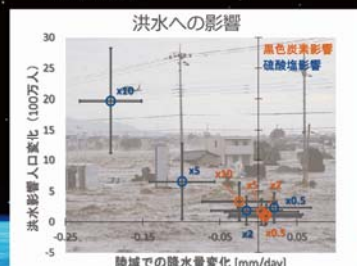 洪水への影響
黒色炭素影響
硫酸塩影響
洪水影響人口変化（100万人）
30
25
20
15
10
5
0
-5
x10
x5
x10
x5
x2
x0.5
x2
x0.5
-0.25
-0.15
-0.05
0.05
陸域での降水量変化 [mm/day]